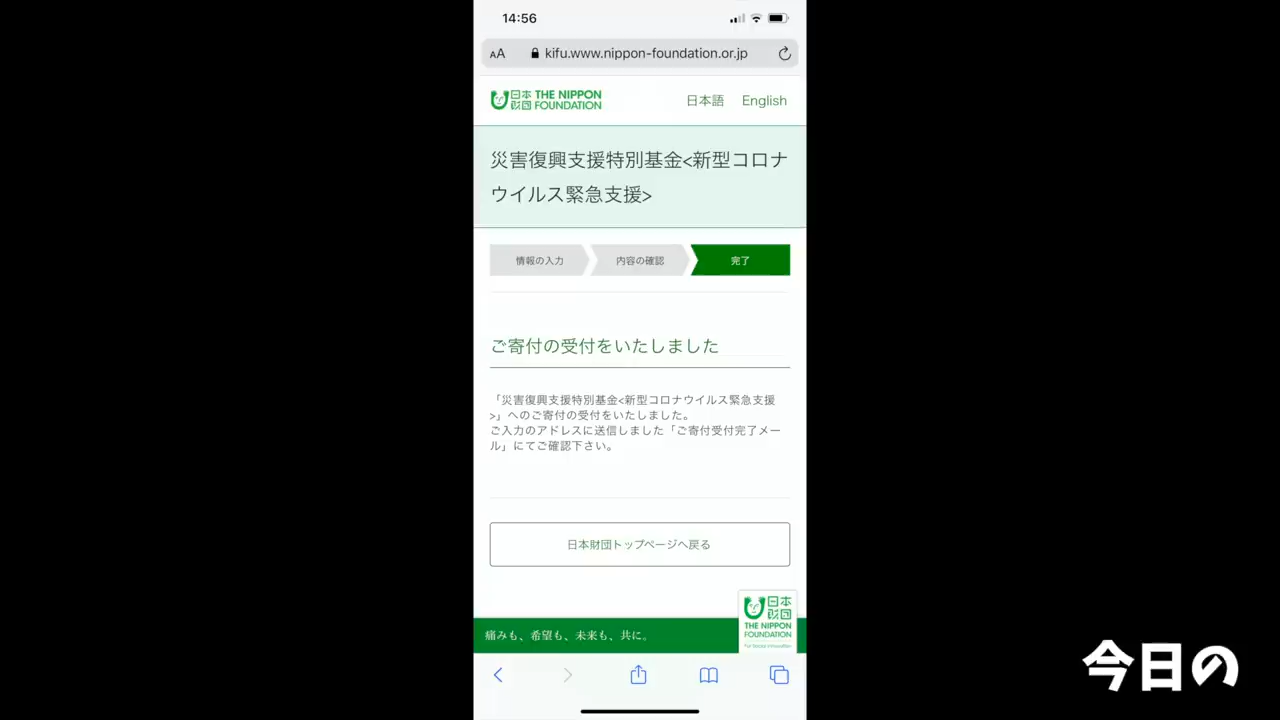 14:56
AA kifu.www.nippon-foundation.or.jp
日本財団 THE NIPPON FOUNDATION
日本語 English
災害復興支援特別基金<新型コロナ
ウイルス緊急支援>
情報の入力 内容の確認 完了
ご寄付の受付をいたしました
「災害復興支援特別基金<新型コロナウイルス緊急支援
>」へのご寄付の受付をいたしました。
ご入力のアドレスに送信しました「ご寄付受付完了メー
ル」にてご確認下さい。
日本財団トップページへ戻る
日本
財団
THE NIPPON
FOUNDATION
For Social Innovation
痛みも、希望も、未来も、共に。
今日の